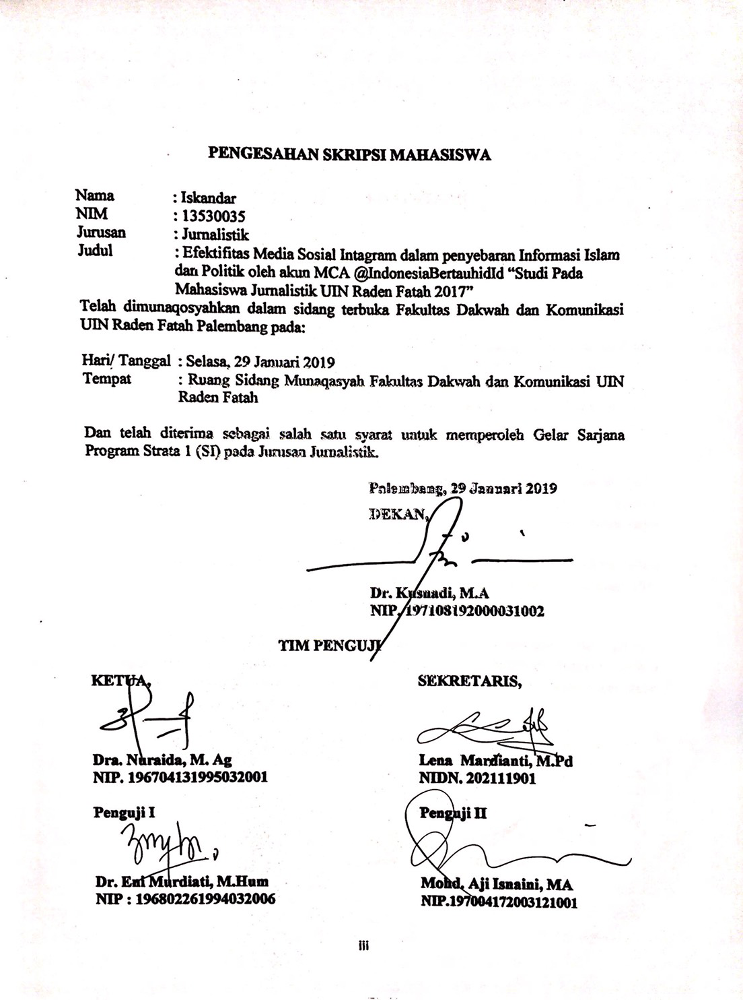 PENGESAHAN SKRIPSI MAHASISWA
Nama : Iskandar
NIM : 13530035
Jurusan : Jurnalistik
Judul : Efektifitas Media Sosial Intagram dalam penyebaran Informasi Islam
dan Politik oleh akun MCA @IndonesiaBertauhidId “Studi Pada
Mahasiswa Jurnalistik UIN Raden Fatah 2017”
Telah dimunaqosyahkan dalam sidang terbuka Fakultas Dakwah dan Komunikasi
UIN Raden Fatah Palembang pada:
Hari/ Tanggal : Selasa, 29 Januari 2019
Tempat : Ruang Sidang Munaqasyah Fakultas Dakwah dan Komunikasi UIN
Raden Fatah
Dan telah diterima sebagai salah satu syarat untuk memperoleh Gelar Sarjana
Program Strata 1 (SI) pada Jurusan Jurnalistik.
Palembang, 29 Januari 2019
DEKAN,
Dr. Kusnadi, M.A
NIP. 197108192000031002
TIM PENGUJI
KETUA,
SEKRETARIS,
Dra. Nuraida, M. Ag
NIP. 196704131995032001
Lena Mardianti, M.Pd
NIDN. 202111901
Penguji I
Penguji II
Dr. Eni Murdiati, M.Hum
NIP : 196802261994032006
Mohd. Aji Isnaini, MA
NIP.197004172003121001
iii